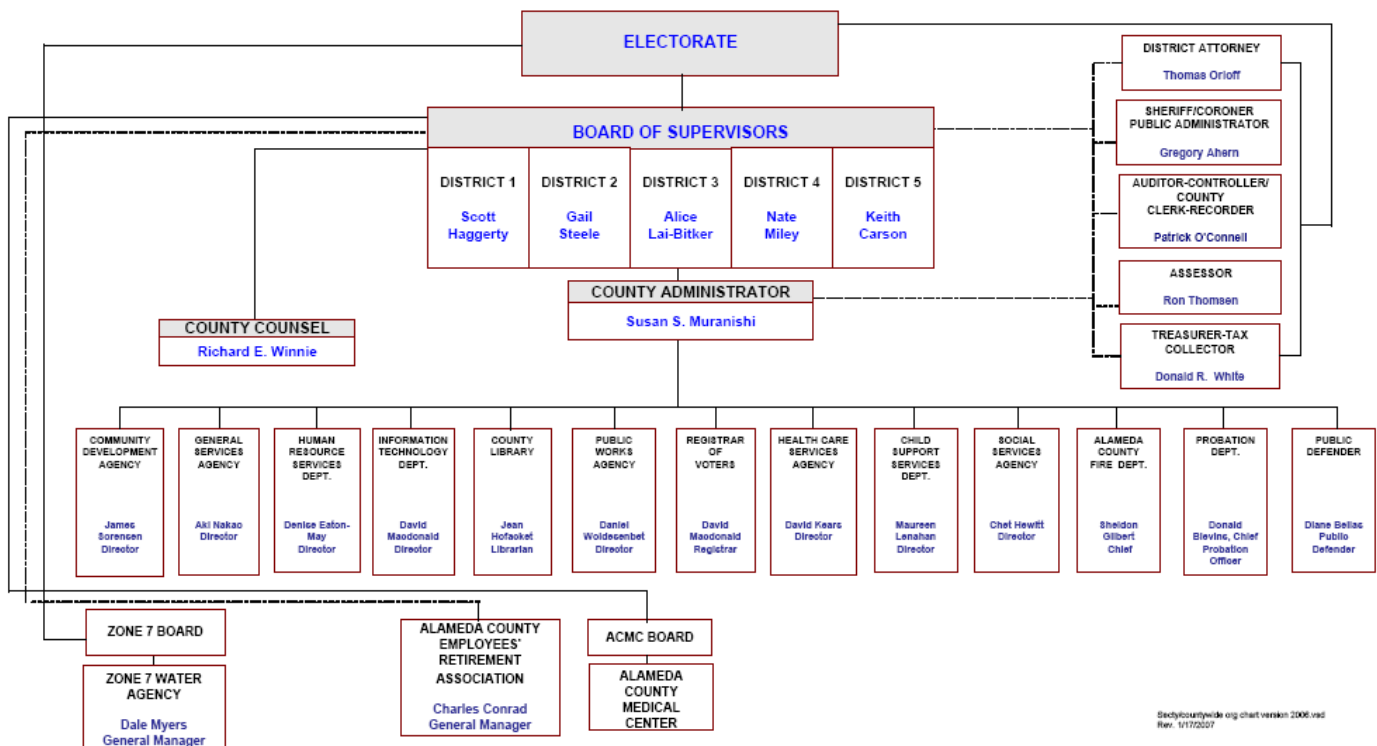 ELECTORATE
DISTRICT ATTORNEY
Thomas Orloff
SHERIFF/CORONER
PUBLIC ADMINISTRATOR
Gregory Ahern
AUDITOR-CONTROLLER/
COUNTY
CLERK-RECORDER
Patrick O'Connell
ASSESSOR
Ron Thomsen
TREASURER-TAX
COLLECTOR
Donald R. White
BOARD OF SUPERVISORS
DISTRICT 1
Scott
Haggerty
DISTRICT 2
Gail
Steele
DISTRICT 3
Alice
Lai-Bitker
DISTRICT 4
Nate
Miley
DISTRICT 5
Keith
Carson
COUNTY ADMINISTRATOR
Susan S. Muranishi
COUNTY COUNSEL
Richard E. Winnie
COMMUNITY
DEVELOPMENT
AGENCY
James
Sorensen
Director
GENERAL
SERVICES
AGENCY
Aki Nakao
Director
HUMAN
RESOURCE
SERVICES
DEPT.
Denise Eaton-
May
Director
INFORMATION
TECHNOLOGY
DEPT.
David
Macdonald
Director
COUNTY
LIBRARY
Jean
Hofacket
Librarian
PUBLIC
WORKS
AGENCY
Daniel
Woldesenbet
Director
REGISTRAR
OF
VOTERS
David
Macdonald
Registrar
HEALTH CARE
SERVICES
AGENCY
David Kears
Director
CHILD
SUPPORT
SERVICES
DEPT.
Maureen
Lenahan
Director
SOCIAL
SERVICES
AGENCY
Chet Hewitt
Director
ALAMEDA
COUNTY
FIRE DEPT.
Sheldon
Gilbert
Chief
PROBATION
DEPT.
Donald
Blevins, Chief
Probation
Officer
PUBLIC
DEFENDER
Diane Bellas
Public
Defender
ZONE 7 BOARD
ZONE 7 WATER
AGENCY
Dale Myers
General Manager
ALAMEDA COUNTY
EMPLOYEES'
RETIREMENT
ASSOCIATION
Charles Conrad
General Manager
ACMC BOARD
ALAMEDA
COUNTY
MEDICAL
CENTER
Secty/countywide org chart version 2006.vsd
Rev. 1/17/2007